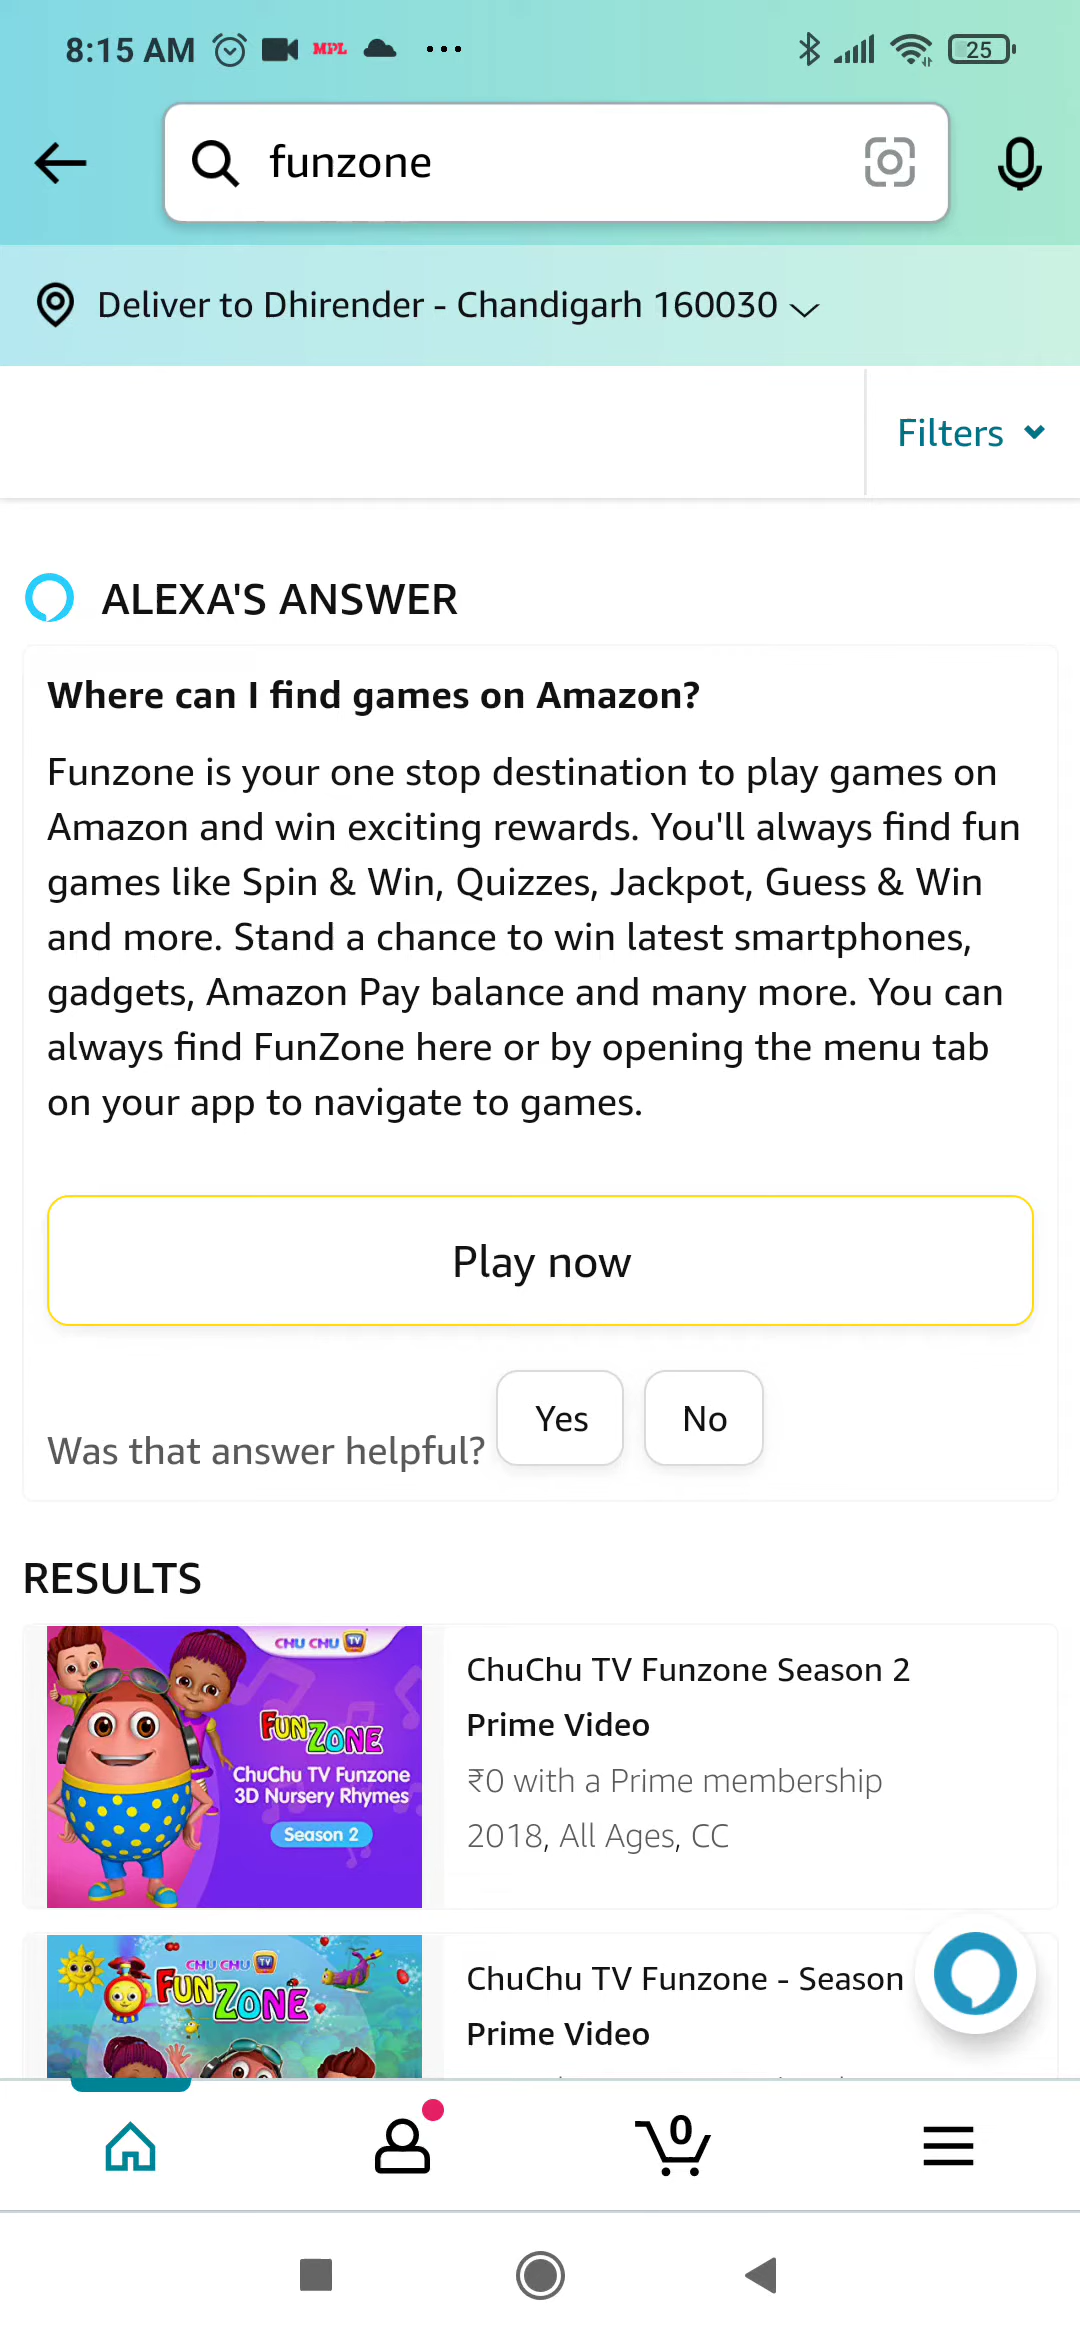 8:15 AM MPL ... 25
funzone
Deliver to Dhirender - Chandigarh 160030
Filters
ALEXA'S ANSWER
Where can I find games on Amazon?
Funzone is your one stop destination to play games on
Amazon and win exciting rewards. You'll always find fun
games like Spin & Win, Quizzes, Jackpot, Guess & Win
and more. Stand a chance to win latest smartphones,
gadgets, Amazon Pay balance and many more. You can
always find FunZone here or by opening the menu tab
on your app to navigate to games.
Play now
Was that answer helpful? Yes No
RESULTS
CHU CHU TV
FUNZONE
ChuChu TV Funzone
3D Nursery Rhymes
Season 2
ChuChu TV Funzone Season 2
Prime Video
₹0 with a Prime membership
2018, All Ages, CC
CHU CHU TV
FUNZONE
ChuChu TV Funzone - Season
Prime Video
0